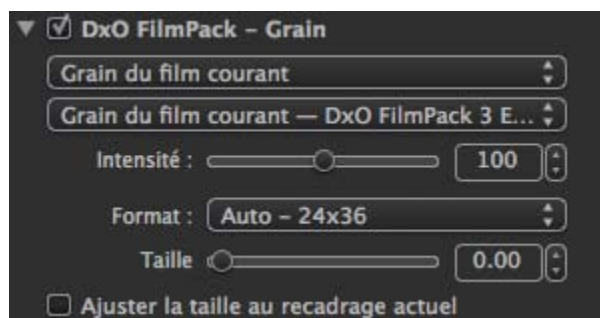 DxO FilmPack – Grain
Grain du film courant
Grain du film courant — DxO FilmPack 3 E...
Intensité : 100
Format : Auto – 24x36
Taille 0.00
Ajuster la taille au recadrage actuel